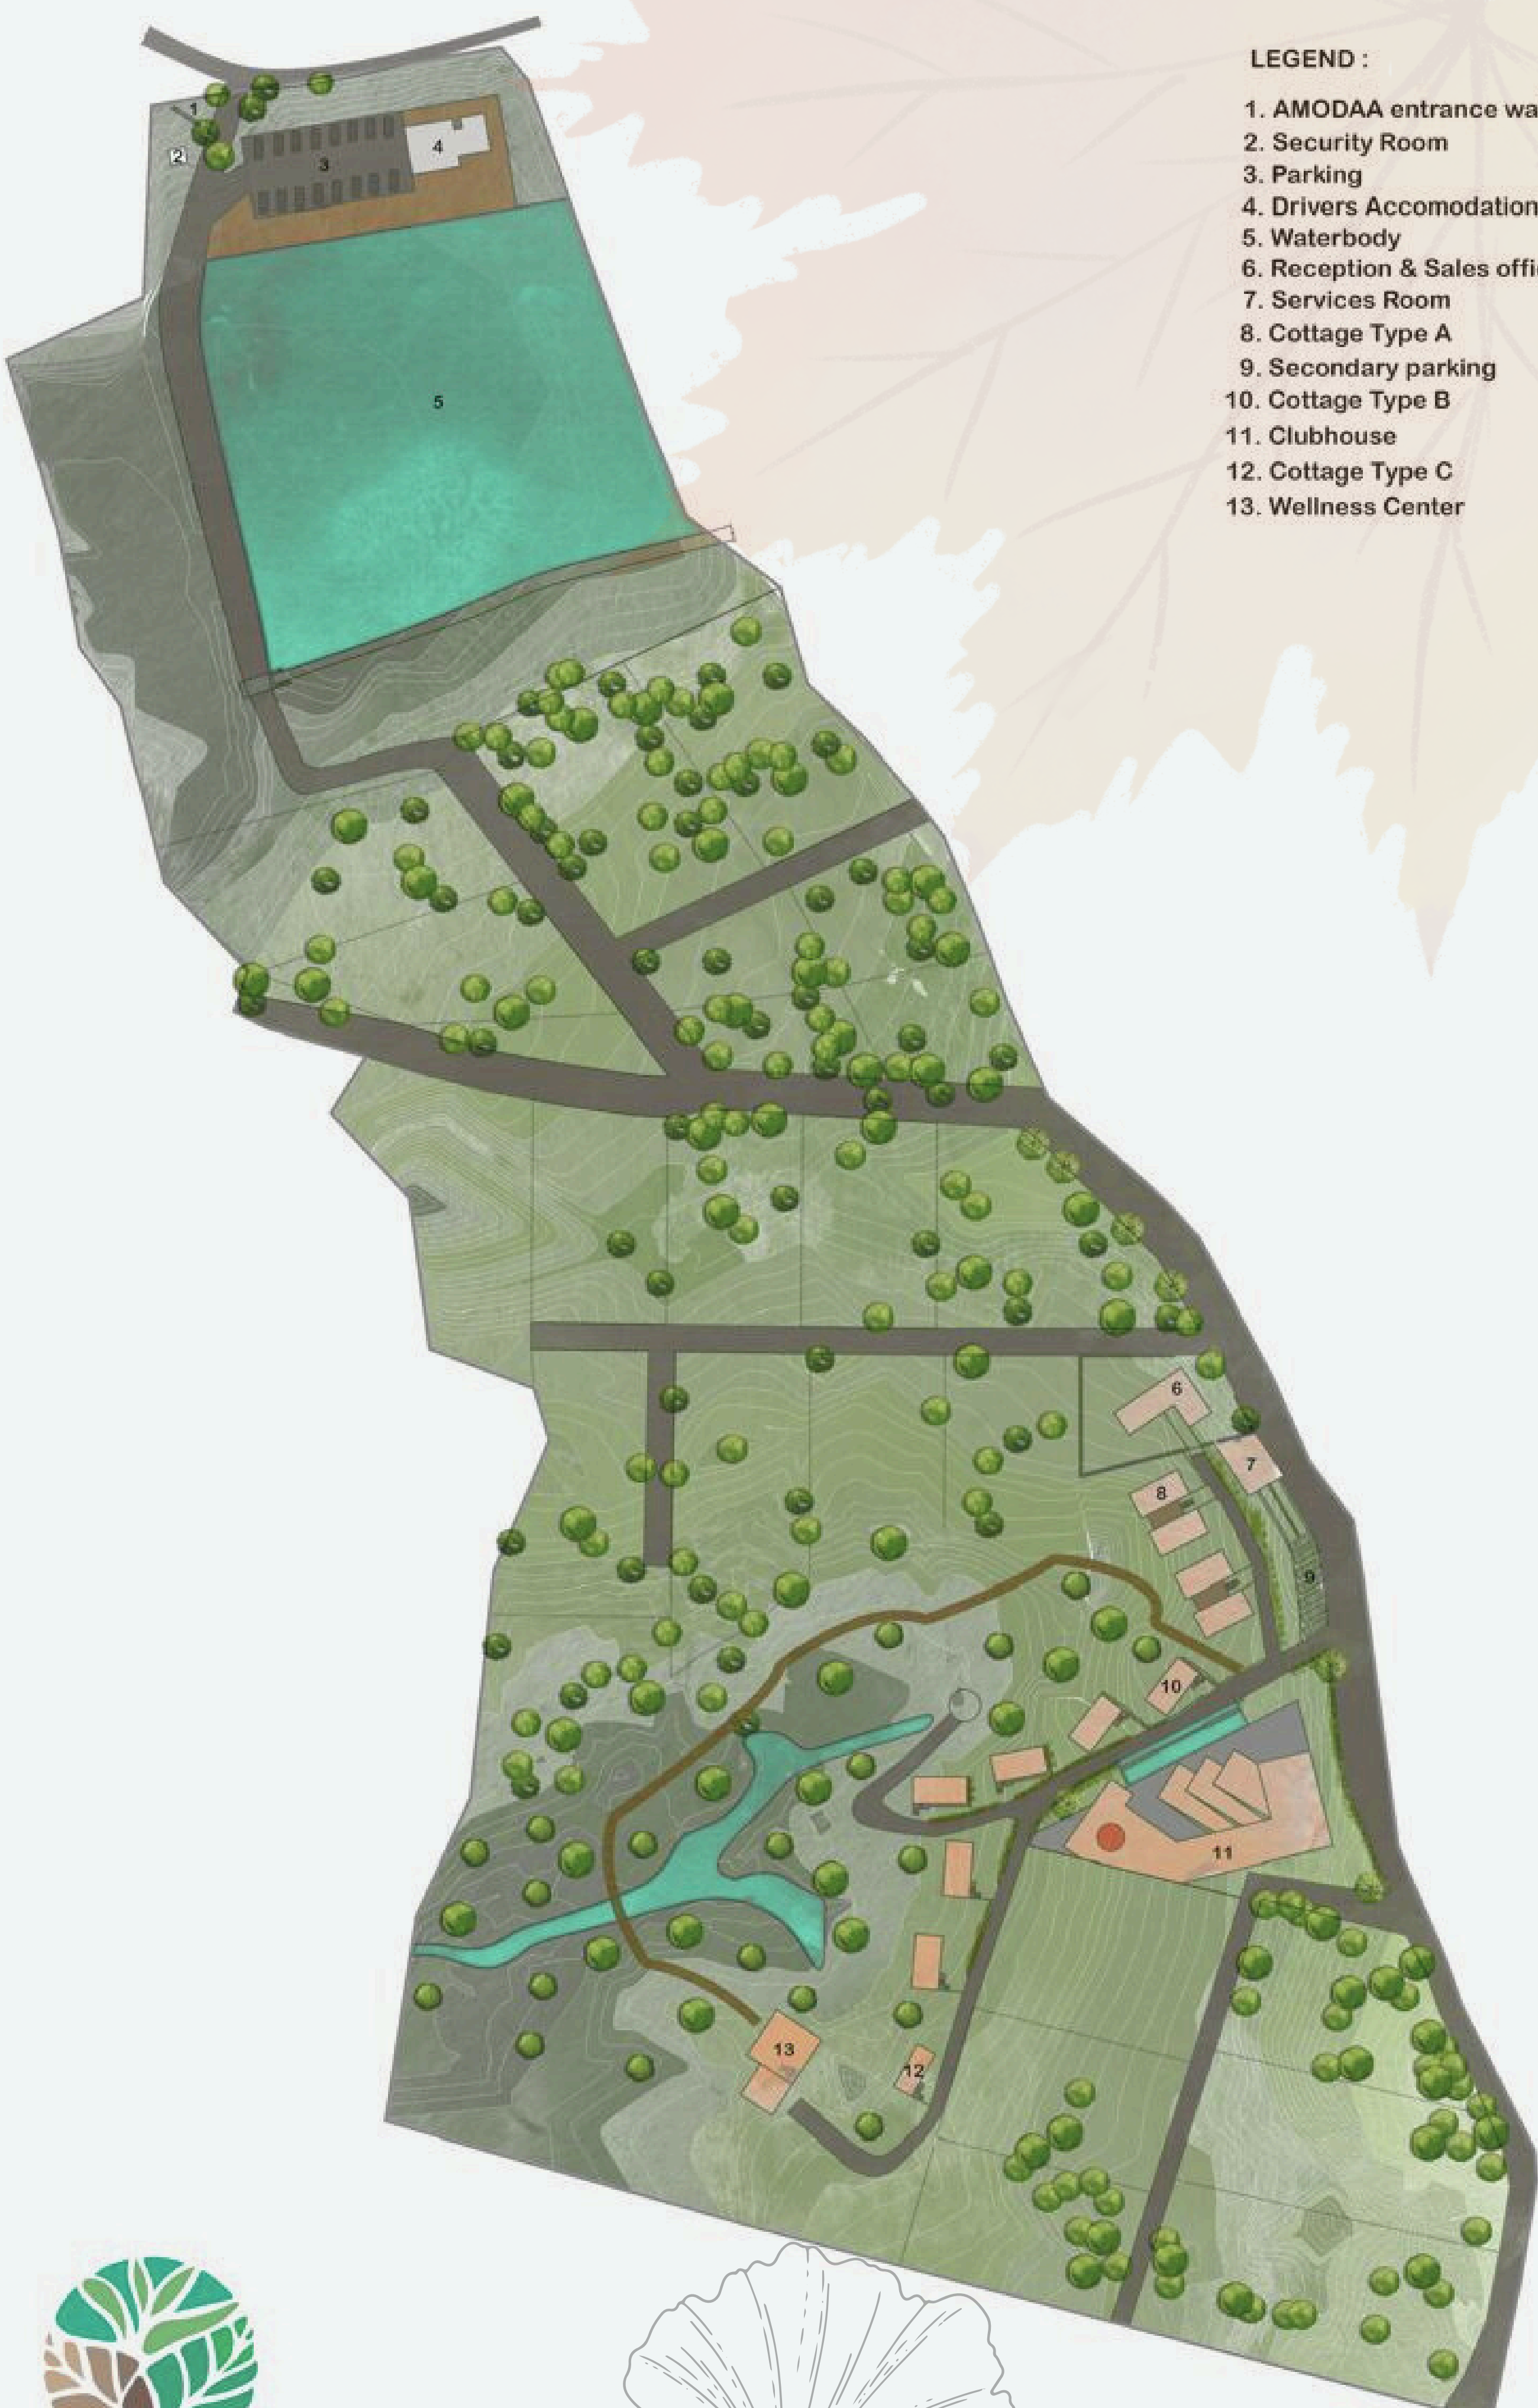 LEGEND :
1. AMODAA entrance wa
2. Security Room
3. Parking
4. Drivers Accomodation
5. Waterbody
6. Reception & Sales offi
7. Services Room
8. Cottage Type A
9. Secondary parking
10. Cottage Type B
11. Clubhouse
12. Cottage Type C
13. Wellness Center
1
2
3
4
5
6
7
8
9
10
11
12
13